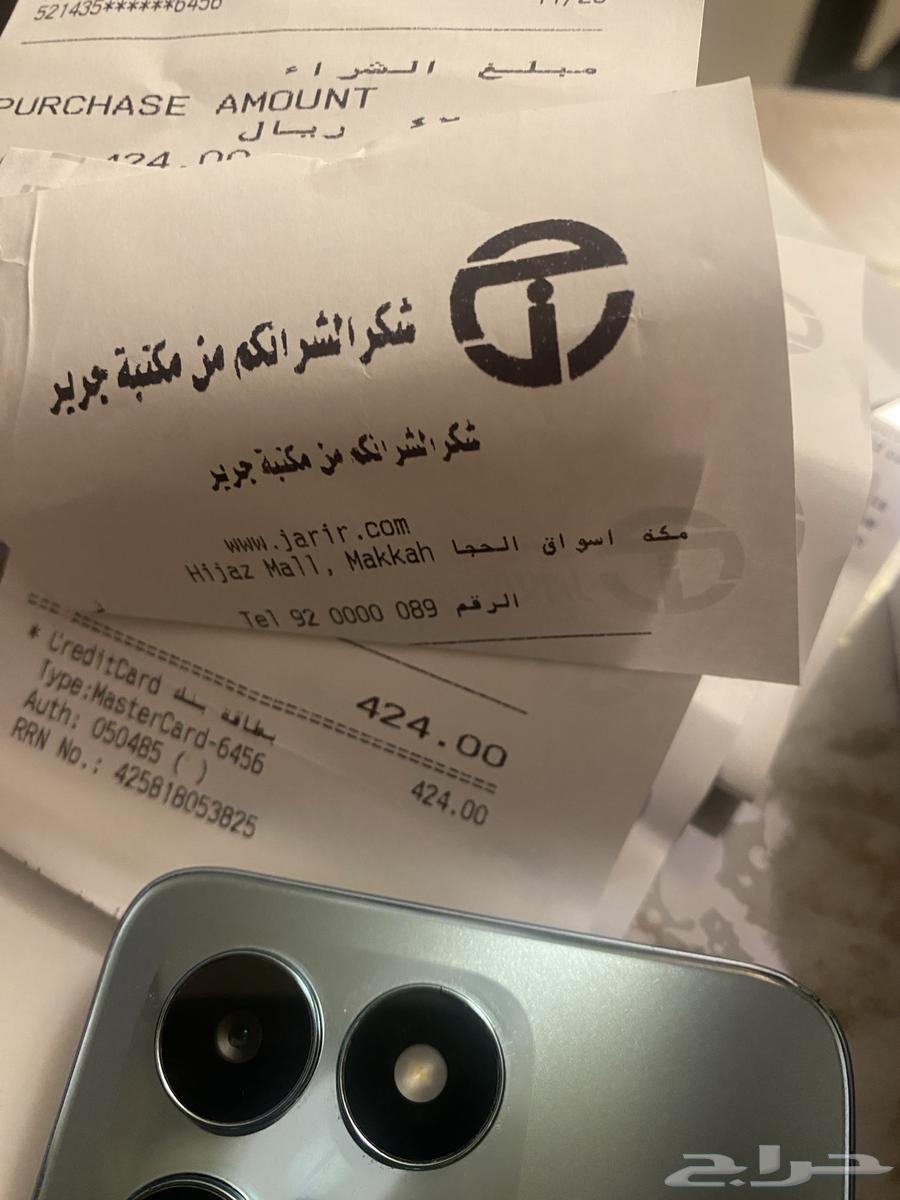 521435******6456
مبلغ الشراء
PURCHASE AMOUNT
ريال
424.00
شكرا لشرائكم من مكتبة جرير
شكرا لشرائكم من مكتبة جرير
www.jarir.com
Hijaz Mall, Makkah مكة اسواق الحجا
Tel 92 0000 089 الرقم
424.00
* CreditCard بطاقة بنك 424.00
Type:MasterCard-6456
Auth: 050485 ( )
RRN No.: 425818053825
حراج